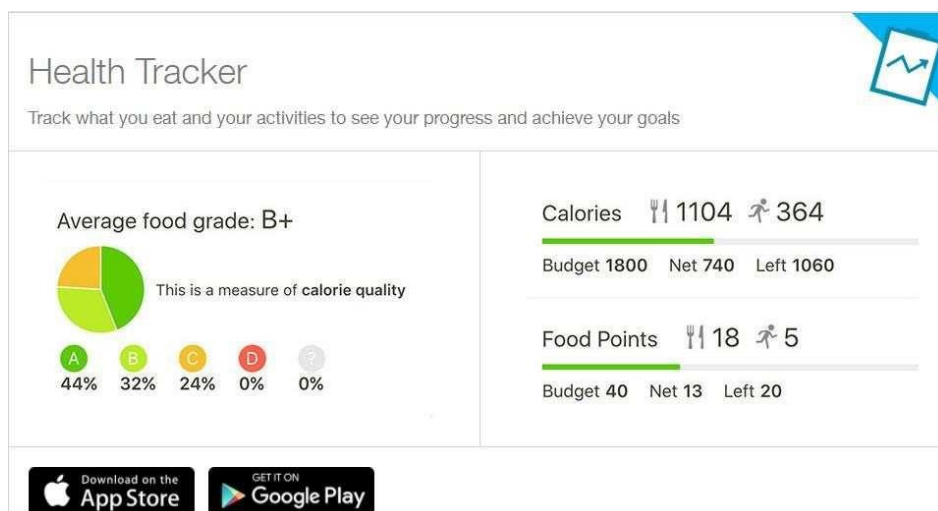 Health Tracker
Track what you eat and your activities to see your progress and achieve your goals
Average food grade: B+
This is a measure of calorie quality
A B C D ?
44% 32% 24% 0% 0%
Calories 1104 364
Budget 1800 Net 740 Left 1060
Food Points 18 5
Budget 40 Net 13 Left 20
Download on the
App Store
GET IT ON
Google Play